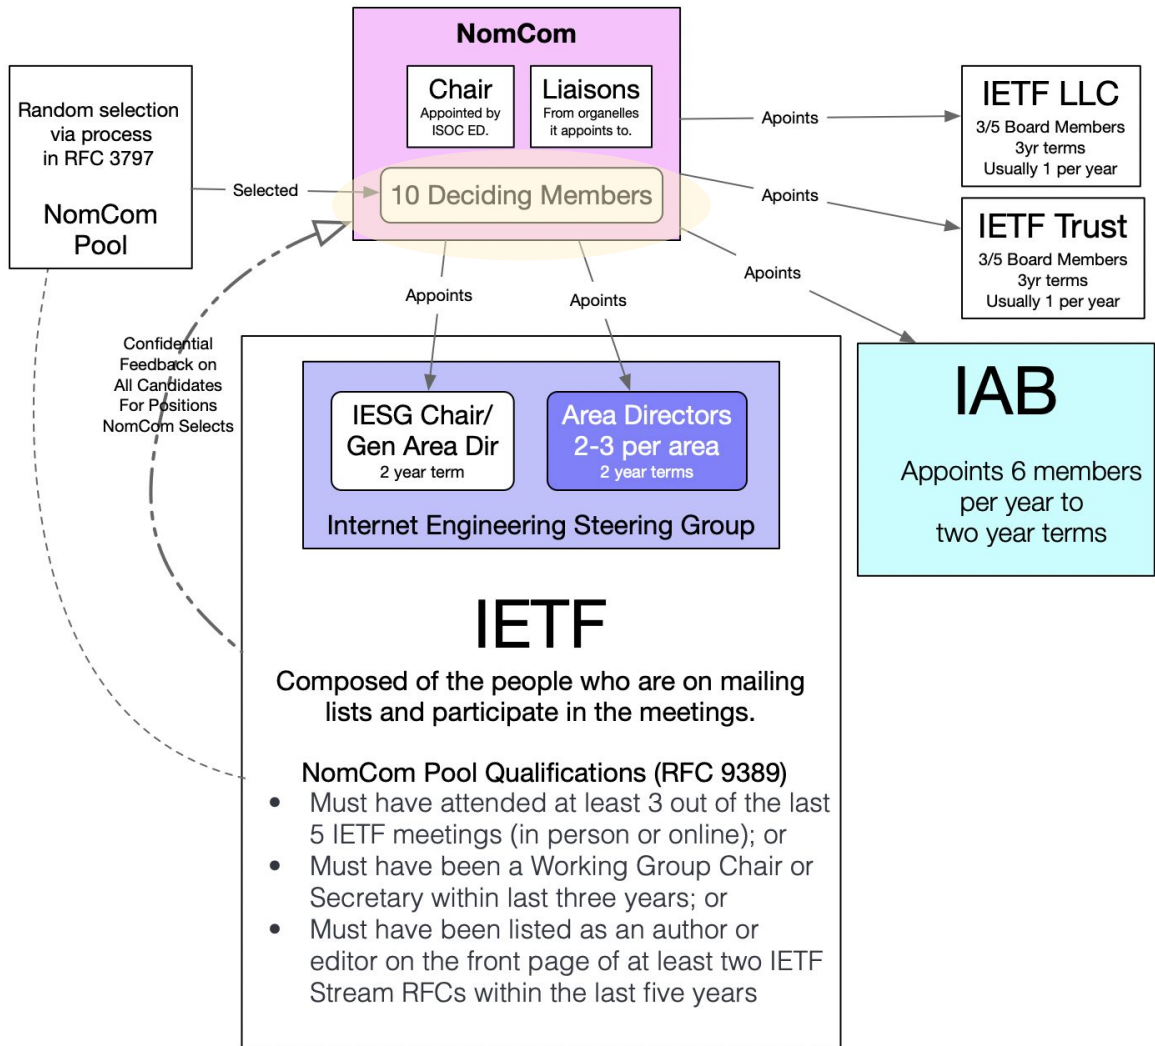 NomCom
Chair
Appointed by
ISOC ED.
Liaisons
From organelles
it appoints to.
10 Deciding Members
Random selection
via process
in RFC 3797
NomCom
Pool
Selected
Apoints
IETF LLC
3/5 Board Members
3yr terms
Usually 1 per year
Apoints
IETF Trust
3/5 Board Members
3yr terms
Usually 1 per year
Apoints
Appoints
Apoints
Confidential
Feedback on
All Candidates
For Positions
NomCom Selects
IESG Chair/
Gen Area Dir
2 year term
Area Directors
2-3 per area
2 year terms
Internet Engineering Steering Group
IAB
Appoints 6 members
per year to
two year terms
IETF
Composed of the people who are on mailing
lists and participate in the meetings.
NomCom Pool Qualifications (RFC 9389)
• Must have attended at least 3 out of the last
5 IETF meetings (in person or online); or
• Must have been a Working Group Chair or
Secretary within last three years; or
• Must have been listed as an author or
editor on the front page of at least two IETF
Stream RFCs within the last five years